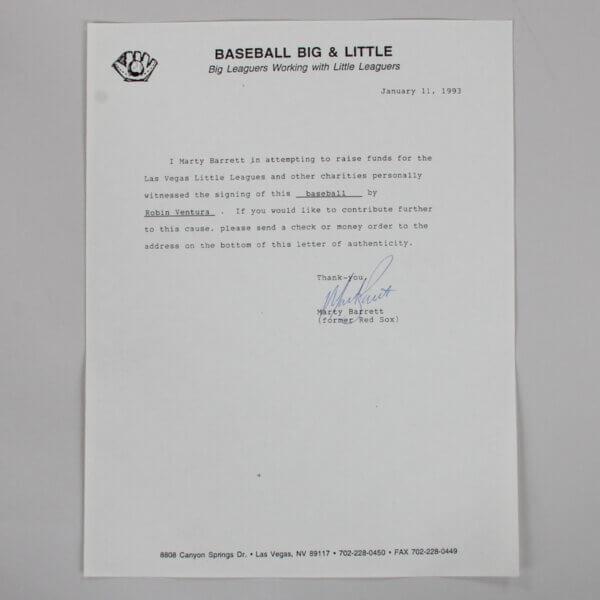 BASEBALL BIG & LITTLE
Big Leaguers Working with Little Leaguers
January 11, 1993
I Marty Barrett in attempting to raise funds for the
Las Vegas Little Leagues and other charities personally
witnessed the signing of this baseball by
Robin Ventura . If you would like to contribute further
to this cause, please send a check or money order to the
address on the bottom of this letter of authenticity.
Thank-you,
Marty Barrett
Marty Barrett
(former Red Sox)
8808 Canyon Springs Dr. • Las Vegas, NV 89117 • 702-228-0450 • FAX 702-228-0449